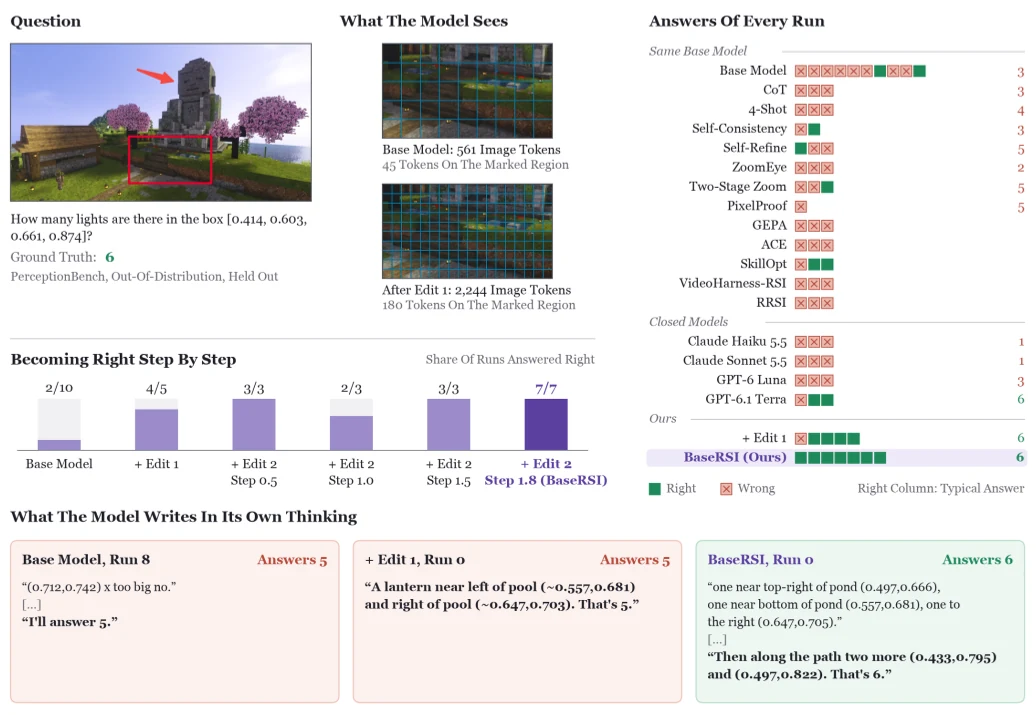 Question
How many lights are there in the box [0.414, 0.603,
0.661, 0.874]?
Ground Truth: 6
PerceptionBench, Out-Of-Distribution, Held Out
What The Model Sees
Base Model: 561 Image Tokens
45 Tokens On The Marked Region
After Edit 1: 2,244 Image Tokens
180 Tokens On The Marked Region
Answers Of Every Run
Same Base Model
Base Model 3
CoT 3
4-Shot 4
Self-Consistency 3
Self-Refine 5
ZoomEye 2
Two-Stage Zoom 5
PixelProof 5
GEPA
ACE
SkillOpt
VideoHarness-RSI
RRSI
Closed Models
Claude Haiku 5.5 1
Claude Sonnet 5.5 1
GPT-6 Luna 3
GPT-6.1 Terra 6
Ours
+ Edit 1 6
BaseRSI (Ours) 6
Right Wrong Right Column: Typical Answer
Becoming Right Step By Step Share Of Runs Answered Right
2/10 4/5 3/3 2/3 3/3 7/7
Base Model + Edit 1 + Edit 2 + Edit 2 + Edit 2 + Edit 2
Step 0.5 Step 1.0 Step 1.5 Step 1.8 (BaseRSI)
What The Model Writes In Its Own Thinking
Base Model, Run 8 Answers 5
“(0.712,0.742) x too big no.”
[...]
“I'll answer 5.”
+ Edit 1, Run 0 Answers 5
“A lantern near left of pool (~0.557,0.681)
and right of pool (~0.647,0.703). That's 5.”
BaseRSI, Run 0 Answers 6
“one near top-right of pond (0.497,0.666),
one near bottom of pond (0.557,0.681), one to
the right (0.647,0.705).”
[...]
“Then along the path two more (0.433,0.795)
and (0.497,0.822). That's 6.”